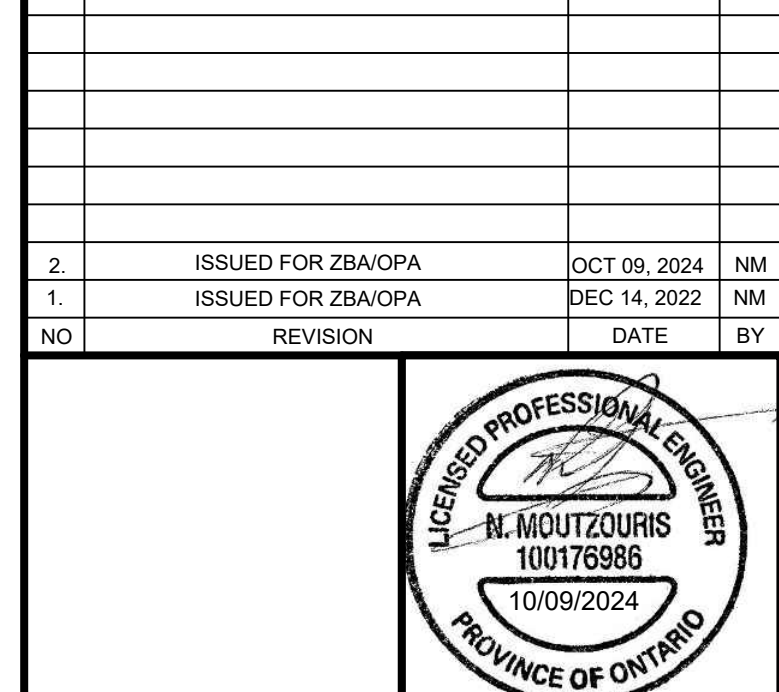 2. ISSUED FOR ZBA/OPA OCT 09, 2024 NM
1. ISSUED FOR ZBA/OPA DEC 14, 2022 NM
NO REVISION DATE BY
LICENSED PROFESSIONAL ENGINEER
N. MOUTZOURIS
100176986
10/09/2024
PROVINCE OF ONTARIO